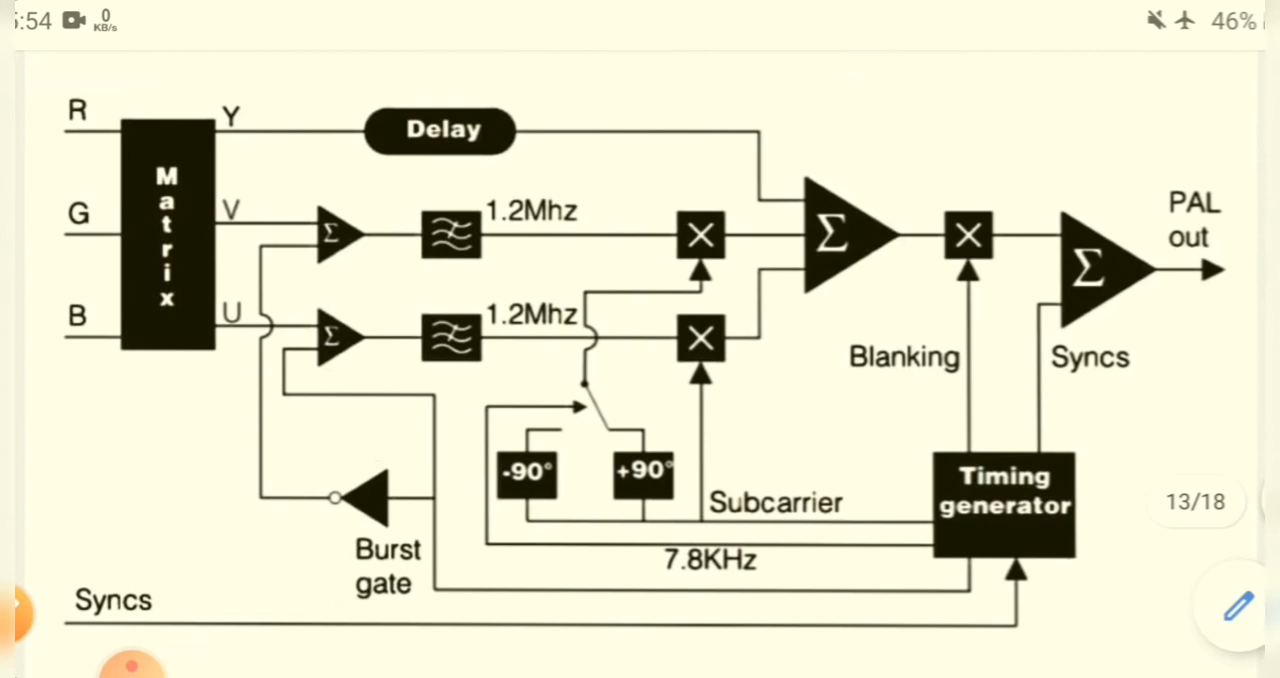 5:54 0 KB/s 46%
R
Y
Delay
Matrix
G
V
Σ
1.2Mhz
×
Σ
×
PAL
out
Σ
B
U
Σ
1.2Mhz
×
Blanking
Syncs
-90°
+90°
Subcarrier
Timing
generator
13/18
Burst
gate
7.8KHz
Syncs